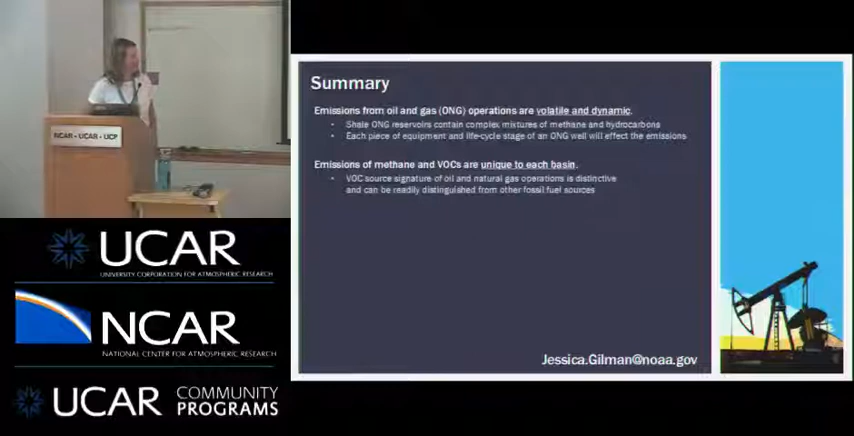 NCAR - UCAR - UCP
Summary
Emissions from oil and gas (ONG) operations are volatile and dynamic.
• Shale ONG reservoirs contain complex mixtures of methane and hydrocarbons
• Each piece of equipment and life-cycle stage of an ONG well will effect the emissions
Emissions of methane and VOCs are unique to each basin.
• VOC source signature of oil and natural gas operations is distinctive
and can be readily distinguished from other fossil fuel sources
Jessica.Gilman@noaa.gov
UCAR
UNIVERSITY CORPORATION FOR ATMOSPHERIC RESEARCH
NCAR
NATIONAL CENTER FOR ATMOSPHERIC RESEARCH
UCAR COMMUNITY
PROGRAMS